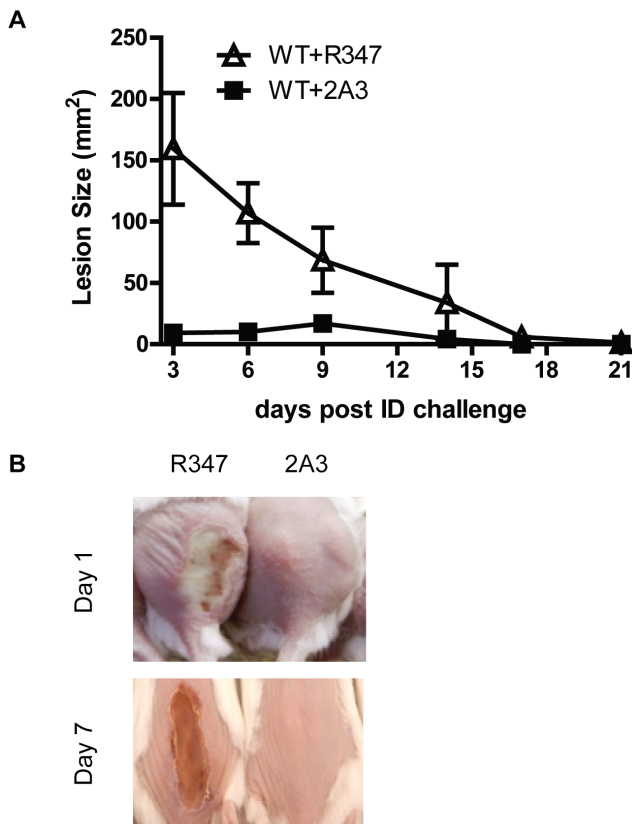 A
250
200
150
100
50
0
Lesion Size (mm²)
WT+R347
WT+2A3
3 6 9 12 15 18 21
days post ID challenge
B
R347 2A3
Day 1
Day 7